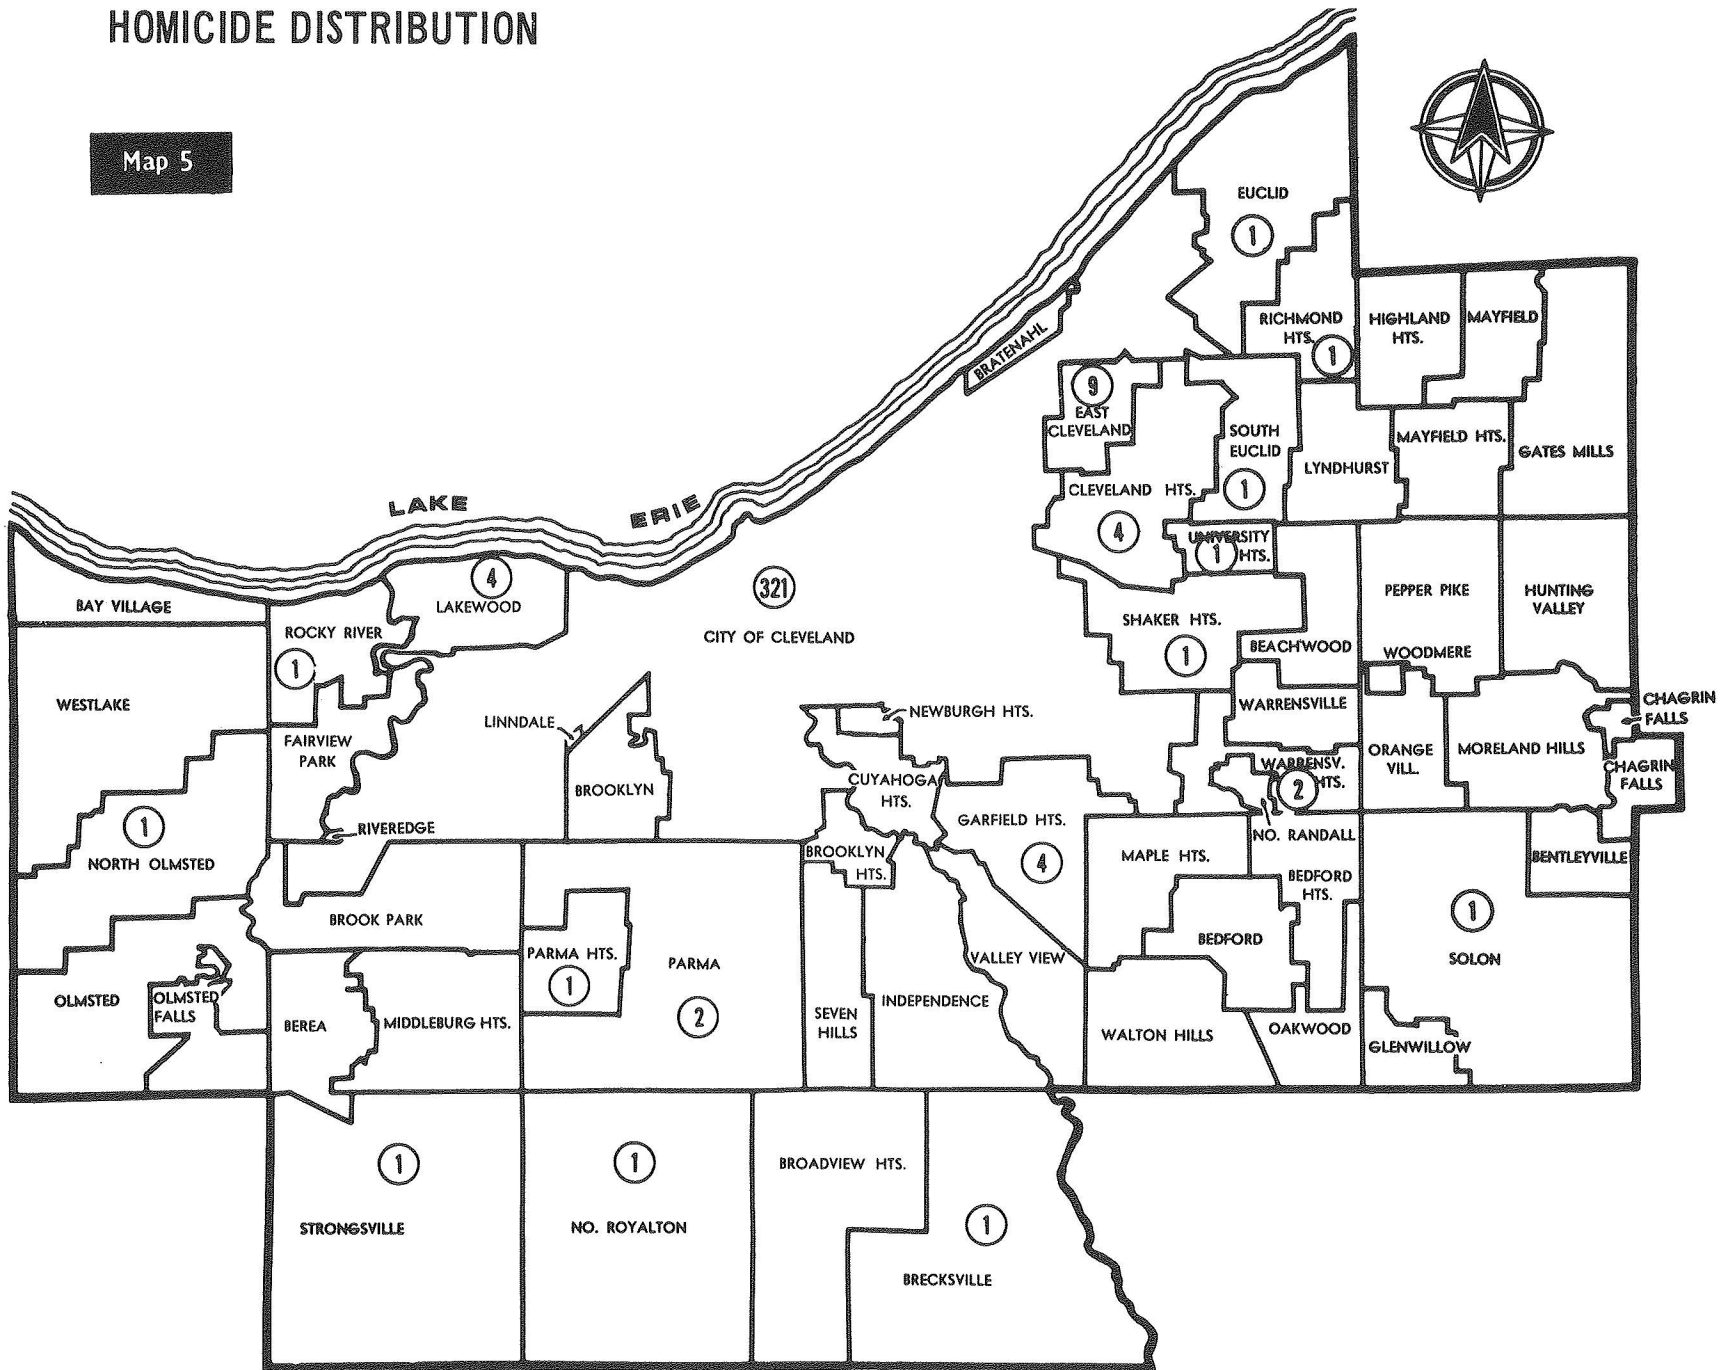 HOMICIDE DISTRIBUTION
Map 5
EUCLID
1
RICHMOND
HTS.
1
HIGHLAND
HTS.
MAYFIELD
BRATENAHL
9
EAST
CLEVELAND
SOUTH
EUCLID
1
LYNDHURST
MAYFIELD HTS.
GATES MILLS
CLEVELAND HTS.
4
UNIVERSITY
HTS.
1
LAKE ERIE
4
LAKEWOOD
321
CITY OF CLEVELAND
BAY VILLAGE
ROCKY RIVER
1
SHAKER HTS.
1
BEACHWOOD
PEPPER PIKE
HUNTING
VALLEY
WOODMERE
WESTLAKE
FAIRVIEW
PARK
LINNDALE
BROOKLYN
NEWBURGH HTS.
CUYAHOGA
HTS.
WARRENSVILLE
WARRENSV.
HTS.
2
ORANGE
VILL.
MORELAND HILLS
CHAGRIN
FALLS
CHAGRIN
FALLS
1
NORTH OLMSTED
RIVEREDGE
BROOKLYN
HTS.
GARFIELD HTS.
4
MAPLE HTS.
NO. RANDALL
BEDFORD
HTS.
BENTLEYVILLE
BROOK PARK
PARMA HTS.
1
PARMA
2
VALLEY VIEW
BEDFORD
1
SOLON
OLMSTED
OLMSTED
FALLS
BEREA
MIDDLEBURG HTS.
SEVEN
HILLS
INDEPENDENCE
WALTON HILLS
OAKWOOD
GLENWILLOW
1
STRONGSVILLE
1
NO. ROYALTON
BROADVIEW HTS.
1
BRECKSVILLE